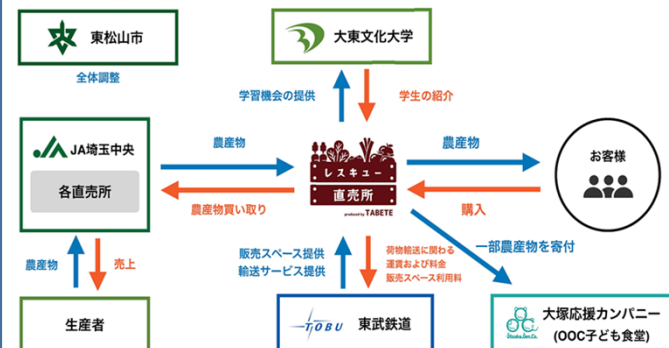 東松山市
全体調整
大東文化大学
学習機会の提供
学生の紹介
JA埼玉中央
各直売所
農産物
農産物買い取り
レスキュー
直売所
produced by TABETE
農産物
購入
お客様
農産物
売上
生産者
販売スペース提供
輸送サービス提供
荷物輸送に関わる
運賃および料金
販売スペース利用料
TOBU 東武鉄道
一部農産物を寄付
大塚応援カンパニー
(OOC子ども食堂)